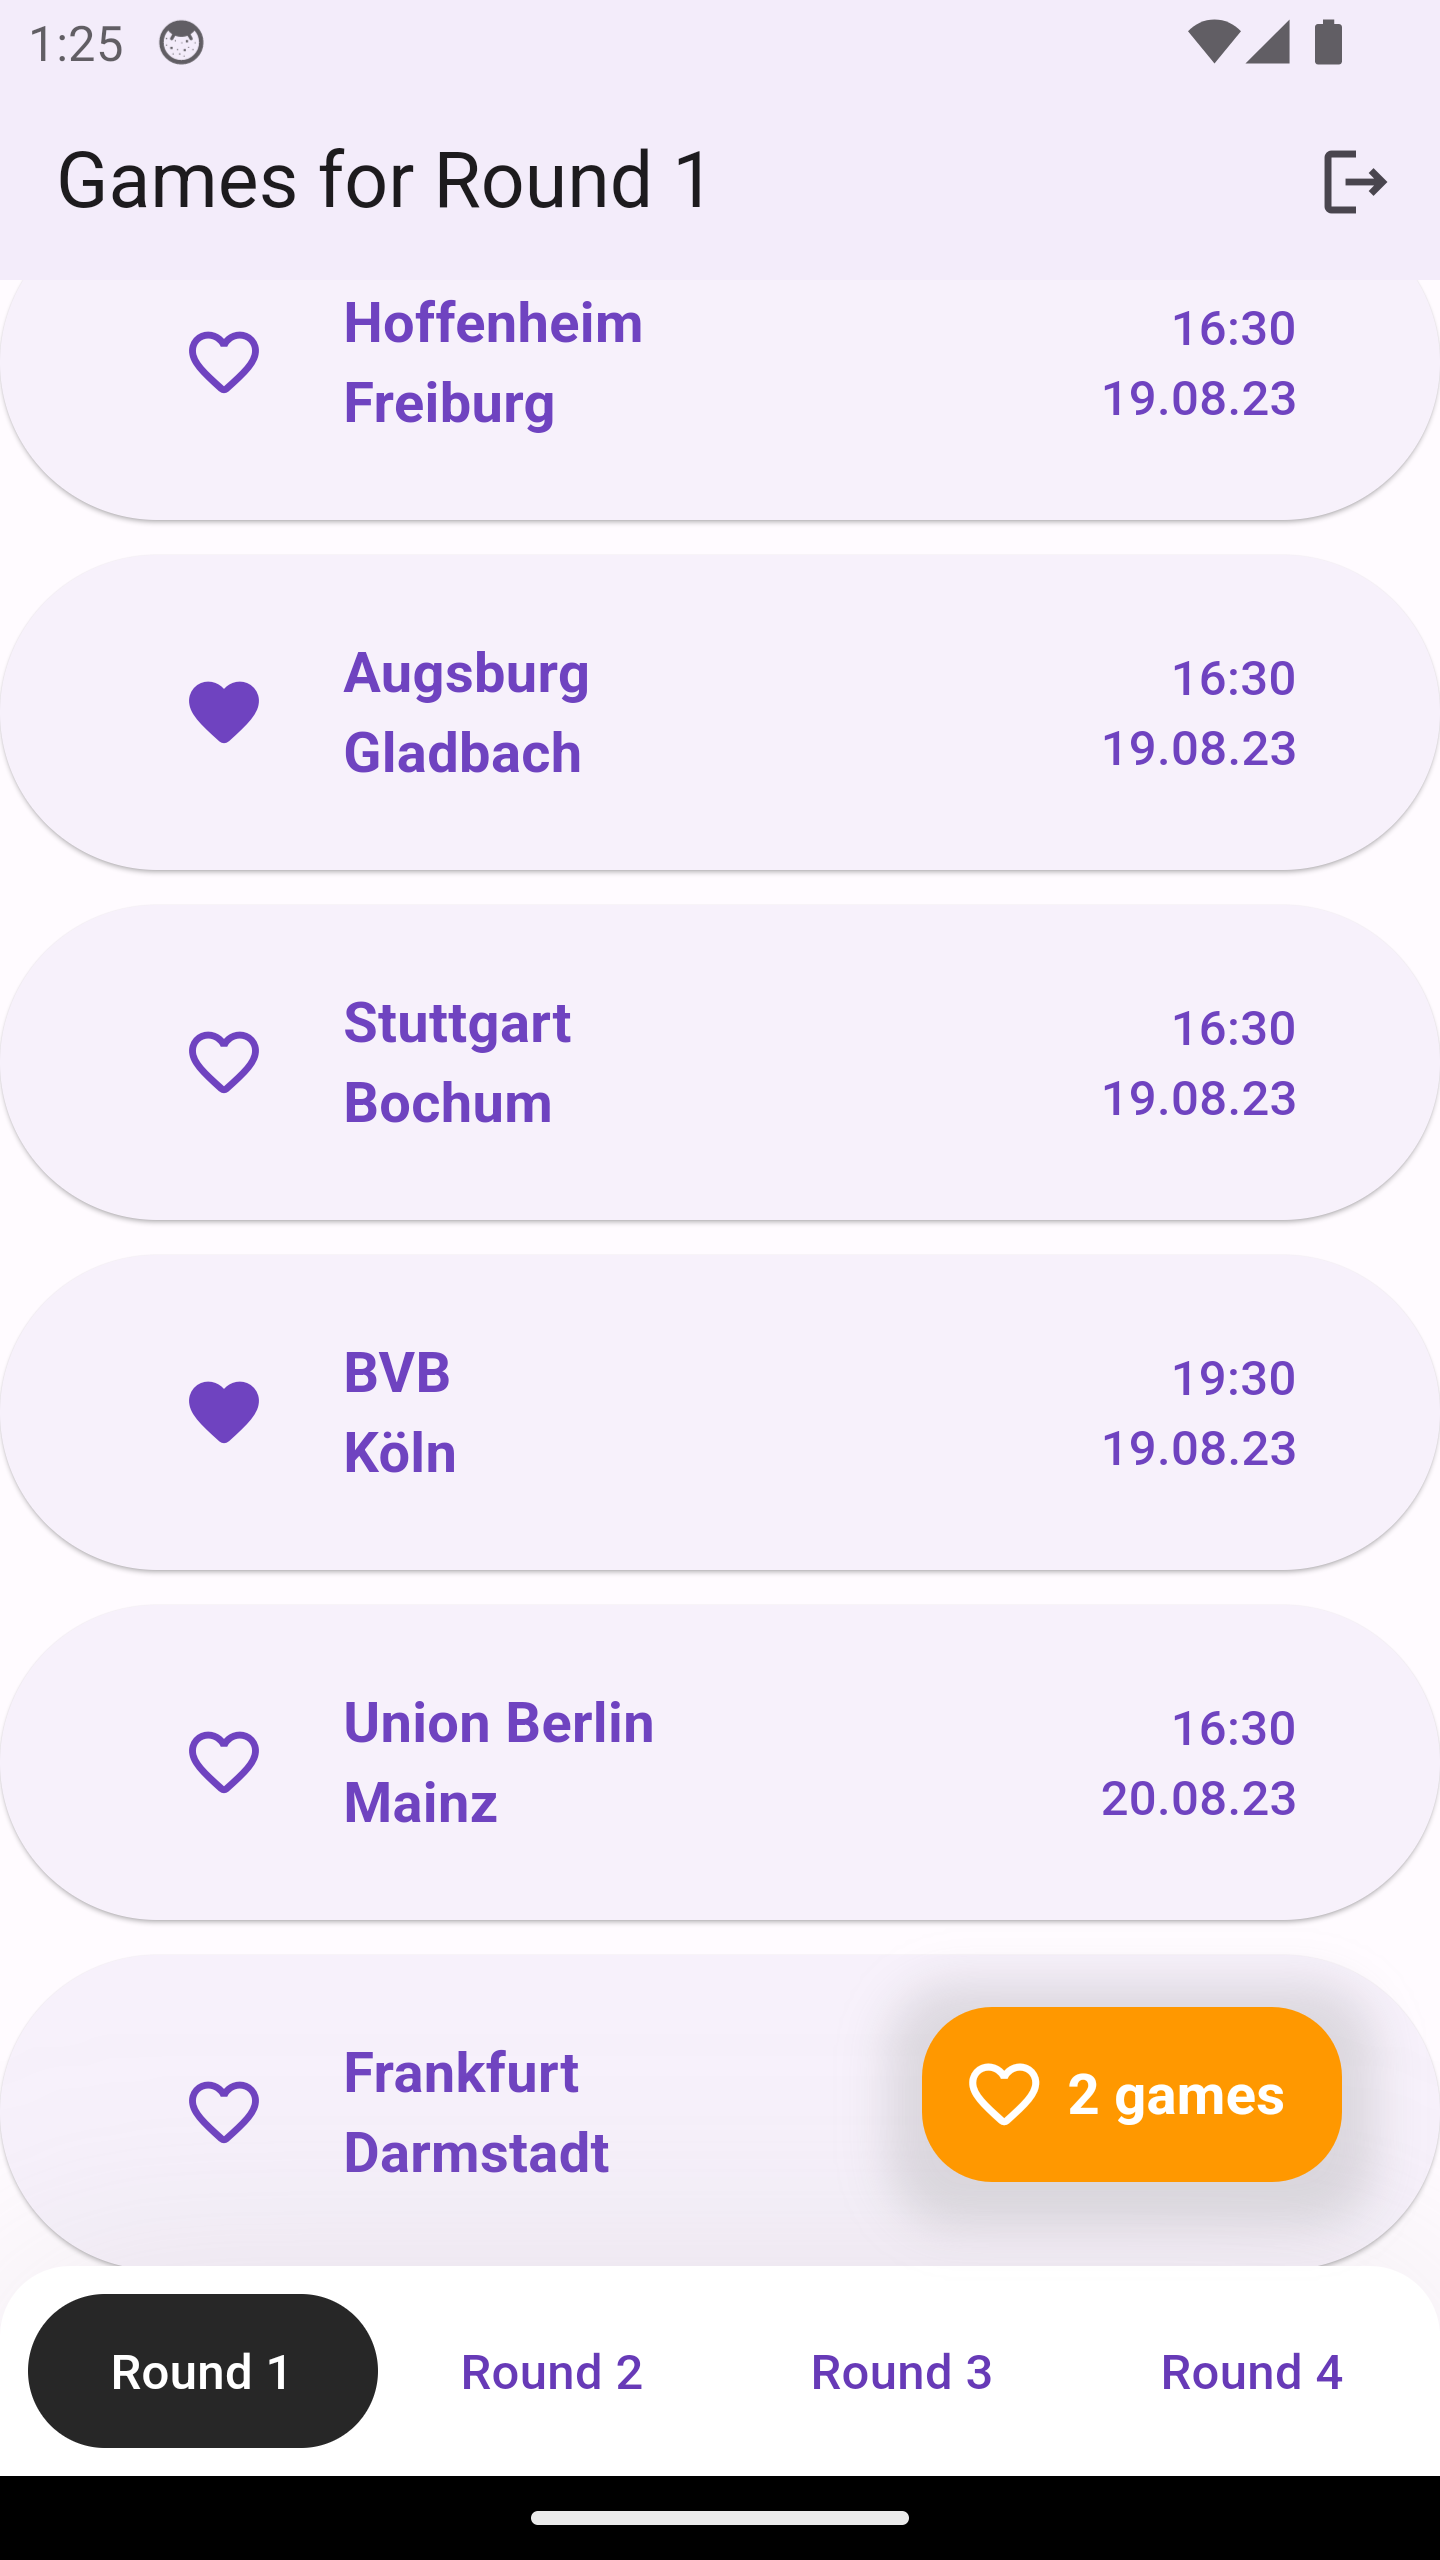 1:25
Games for Round 1
Hoffenheim
Freiburg
16:30
19.08.23
Augsburg
Gladbach
16:30
19.08.23
Stuttgart
Bochum
16:30
19.08.23
BVB
Köln
19:30
19.08.23
Union Berlin
Mainz
16:30
20.08.23
Frankfurt
Darmstadt
2 games
Round 1
Round 2
Round 3
Round 4